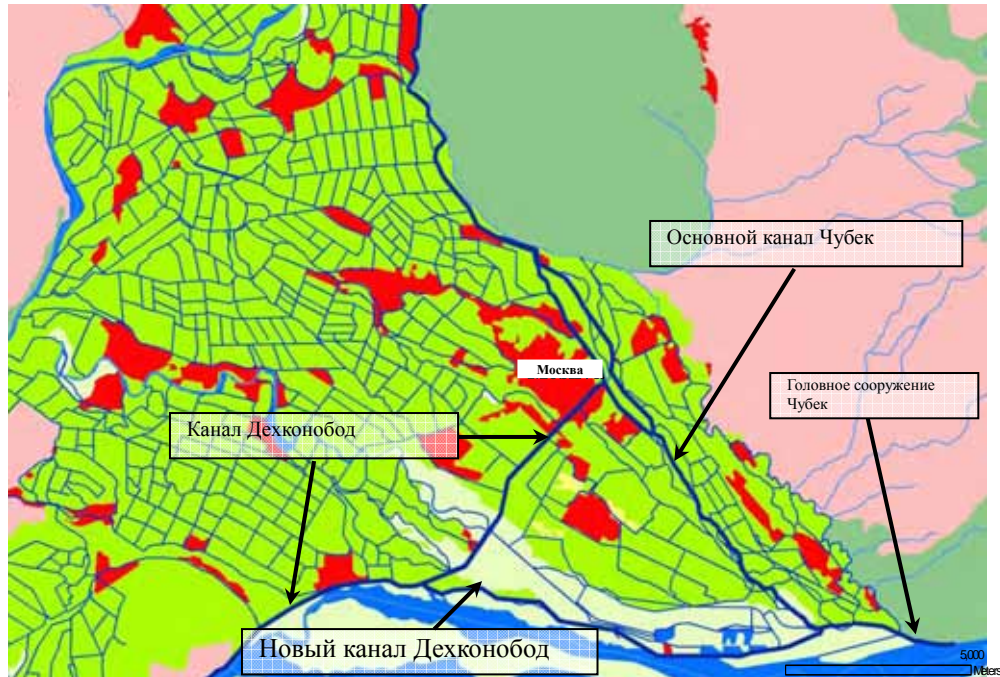 Основной канал Чубек
Москва
Головное сооружение
Чубек
Канал Дехконобод
Новый канал Дехконобод
5,000
Meters